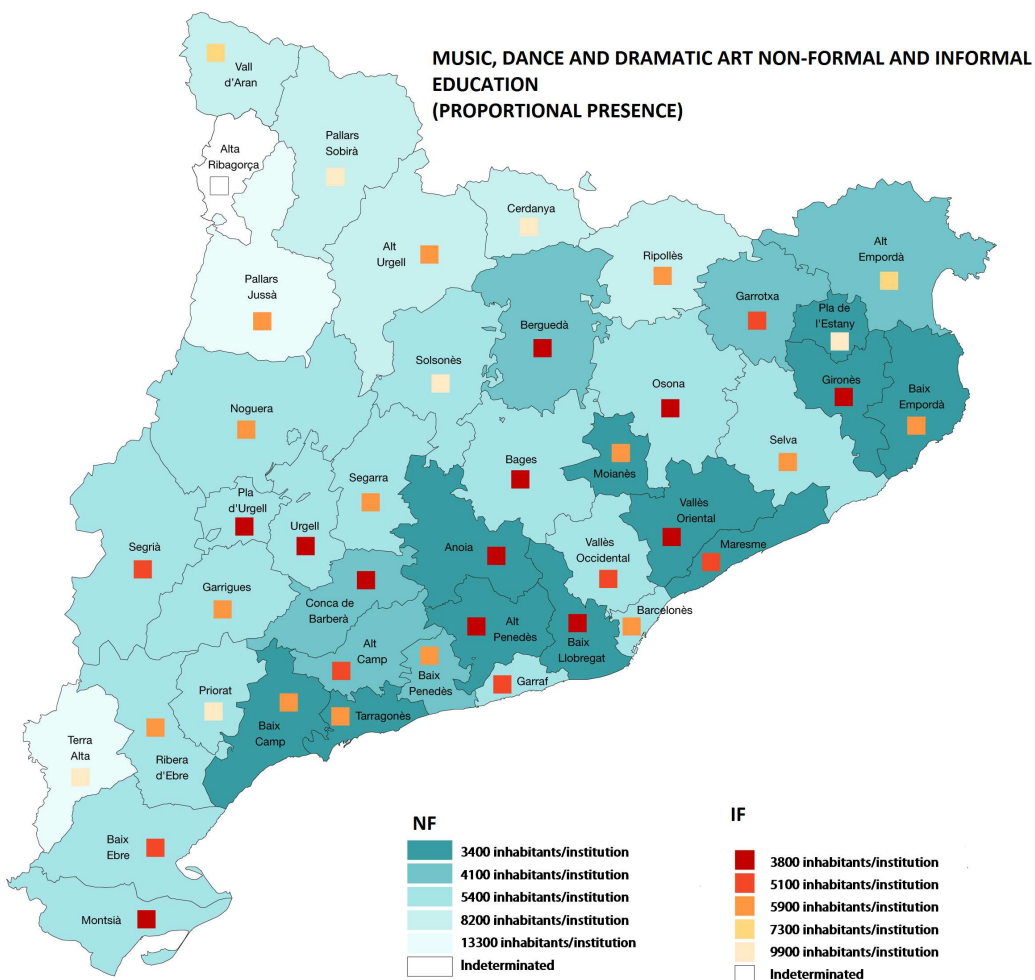 MUSIC, DANCE AND DRAMATIC ART NON-FORMAL AND INFORMAL
EDUCATION
(PROPORTIONAL PRESENCE)
Vall
d'Aran
Alta
Ribagorça
Pallars
Sobirà
Cerdanya
Alt
Urgell
Ripollès
Alt
Empordà
Pallars
Jussà
Garrotxa
Pla de
l'Estany
Berguedà
Solsonès
Gironès
Baix
Empordà
Osona
Noguera
Selva
Moianès
Bages
Segarra
Pla
d'Urgell
Urgell
Vallès
Oriental
Segrià
Anoia
Vallès
Occidental
Maresme
Garrigues
Conca de
Barberà
Barcelonès
Alt
Penedès
Baix
Llobregat
Alt
Camp
Baix
Penedès
Garraf
Priorat
Tarragonès
Baix
Camp
Terra
Alta
Ribera
d'Ebre
Baix
Ebre
Montsià
NF
3400 inhabitants/institution
4100 inhabitants/institution
5400 inhabitants/institution
8200 inhabitants/institution
13300 inhabitants/institution
Indeterminated
IF
3800 inhabitants/institution
5100 inhabitants/institution
5900 inhabitants/institution
7300 inhabitants/institution
9900 inhabitants/institution
Indeterminated